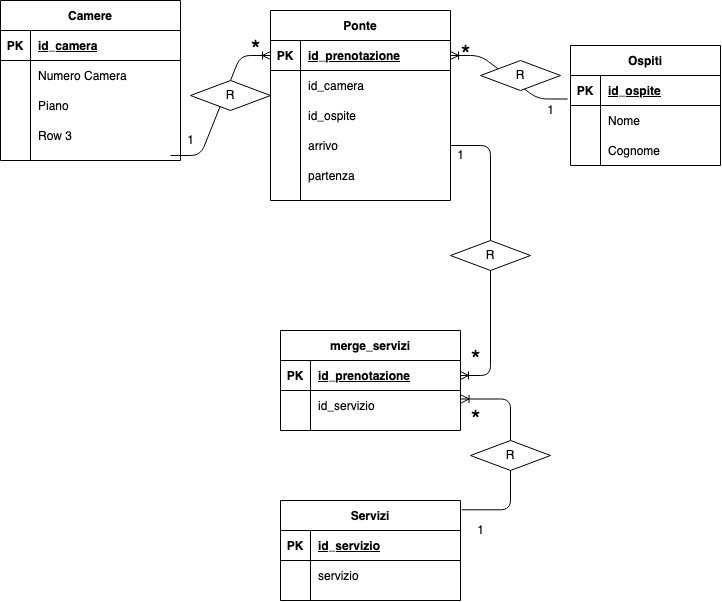 Camere
PK id_camera
Numero Camera
Piano
Row 3
1
R
*
Ponte
PK id_prenotazione
id_camera
id_ospite
arrivo
partenza
*
R
1
Ospiti
PK id_ospite
Nome
Cognome
1
R
*
merge_servizi
PK id_prenotazione
id_servizio
*
R
1
Servizi
PK id_servizio
servizio